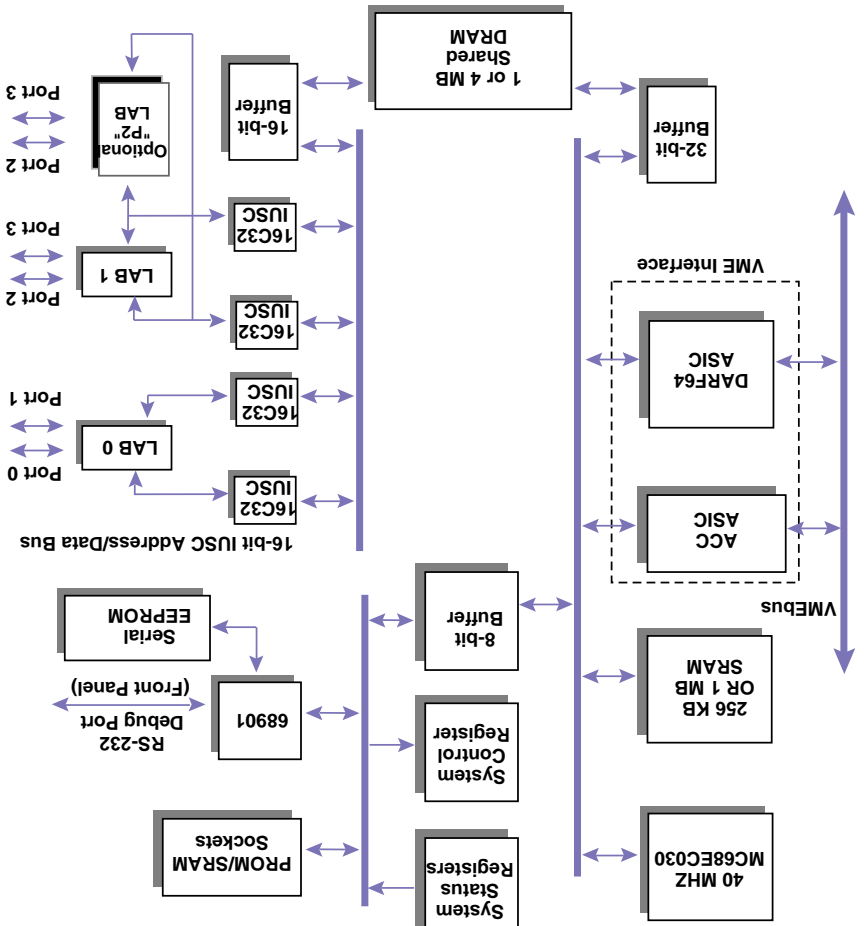 40 MHZ
MC68EC030
System
Status
Registers
PROM/SRAM
Sockets
256 KB
OR 1 MB
SRAM
System
Control
Register
68901
RS-232
Debug Port
(Front Panel)
VMEbus
8-bit
Buffer
Serial
EEPROM
ACC
ASIC
16-bit IUSC Address/Data Bus
16C32
IUSC
LAB 0
Port 0
Port 1
DARF64
ASIC
16C32
IUSC
VME Interface
16C32
IUSC
LAB 1
Port 2
Port 3
16C32
IUSC
32-bit
Buffer
16-bit
Buffer
Optional
"P2"
LAB
Port 2
Port 3
1 or 4 MB
Shared
DRAM